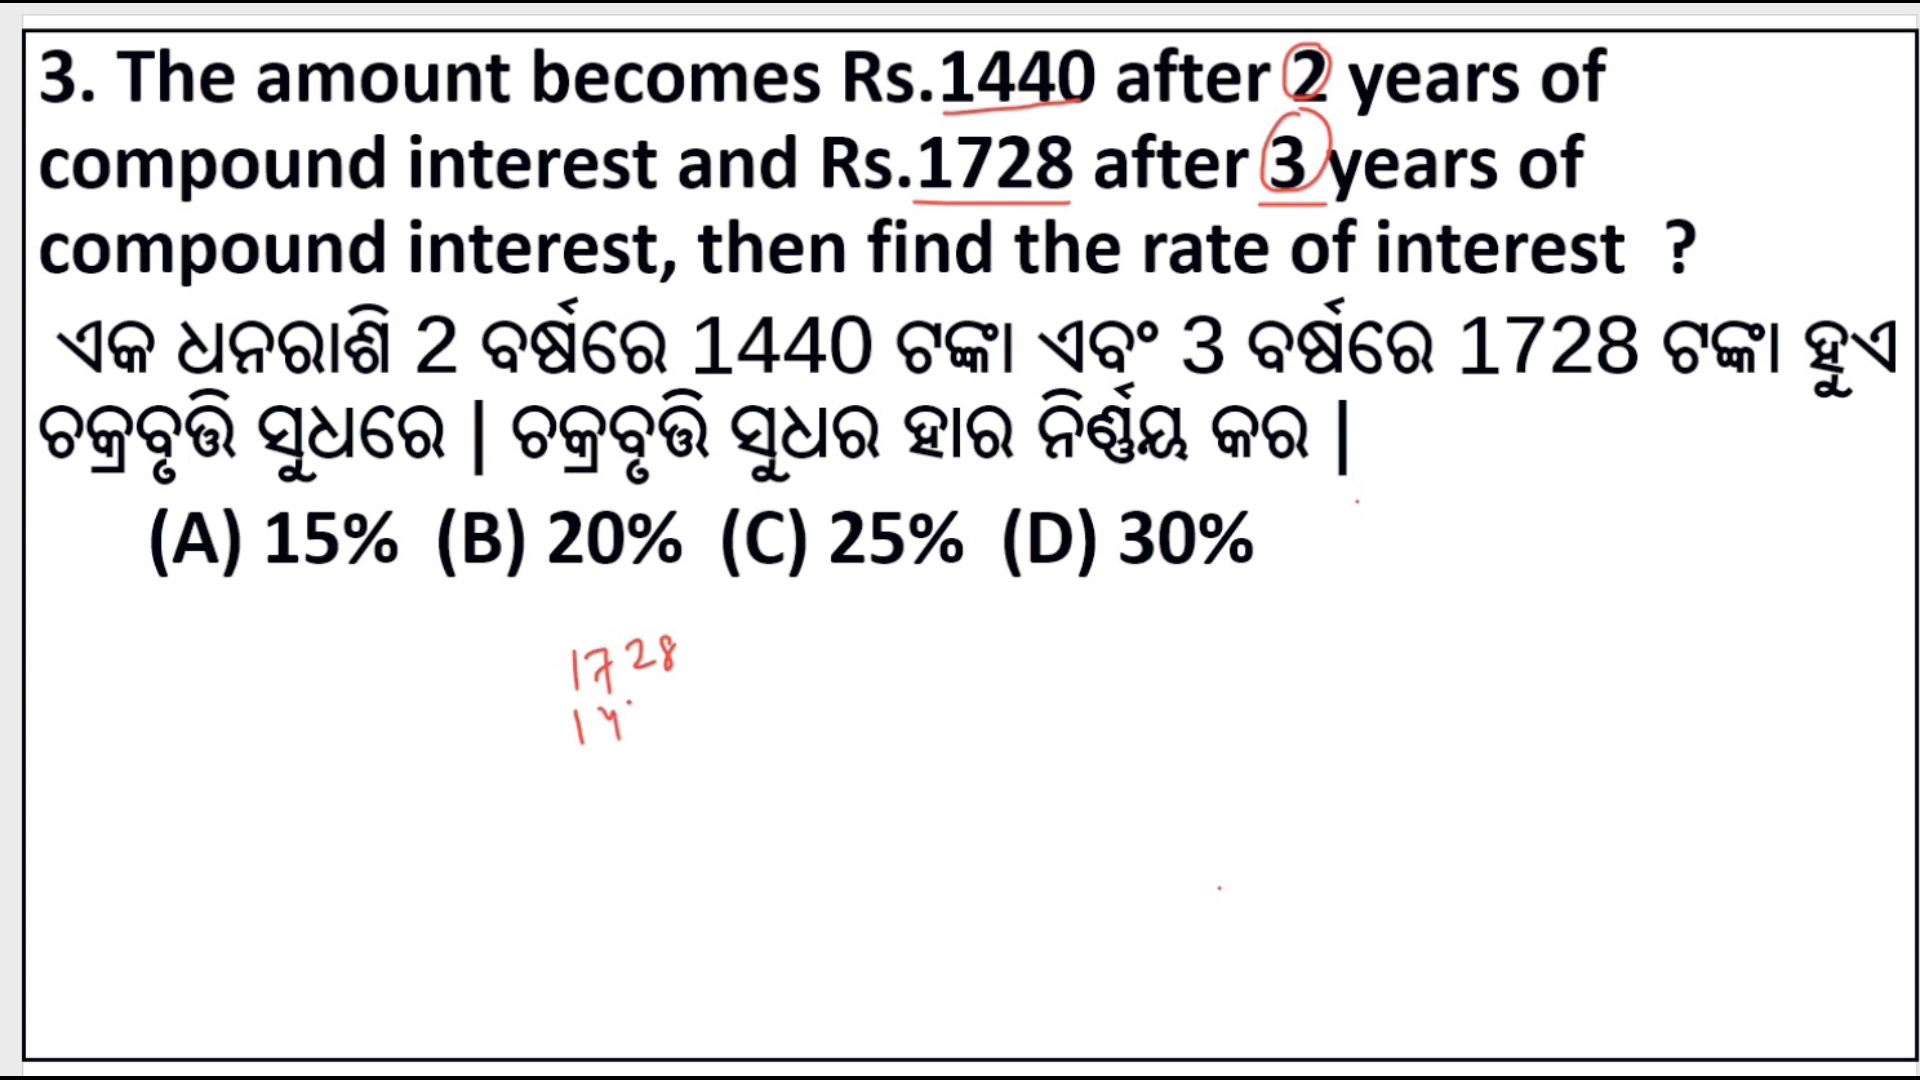 3. The amount becomes Rs.1440 after 2 years of
compound interest and Rs.1728 after 3 years of
compound interest, then find the rate of interest ?
ଏକ ଧନରାଶି 2 ବର୍ଷରେ 1440 ଟଙ୍କା ଏବଂ 3 ବର୍ଷରେ 1728 ଟଙ୍କା ହୁଏ
ଚକ୍ରବୃତ୍ତି ସୁଧରେ | ଚକ୍ରବୃତ୍ତି ସୁଧର ହାର ନିର୍ଣ୍ଣୟ କର |
(A) 15% (B) 20% (C) 25% (D) 30%
1728
14